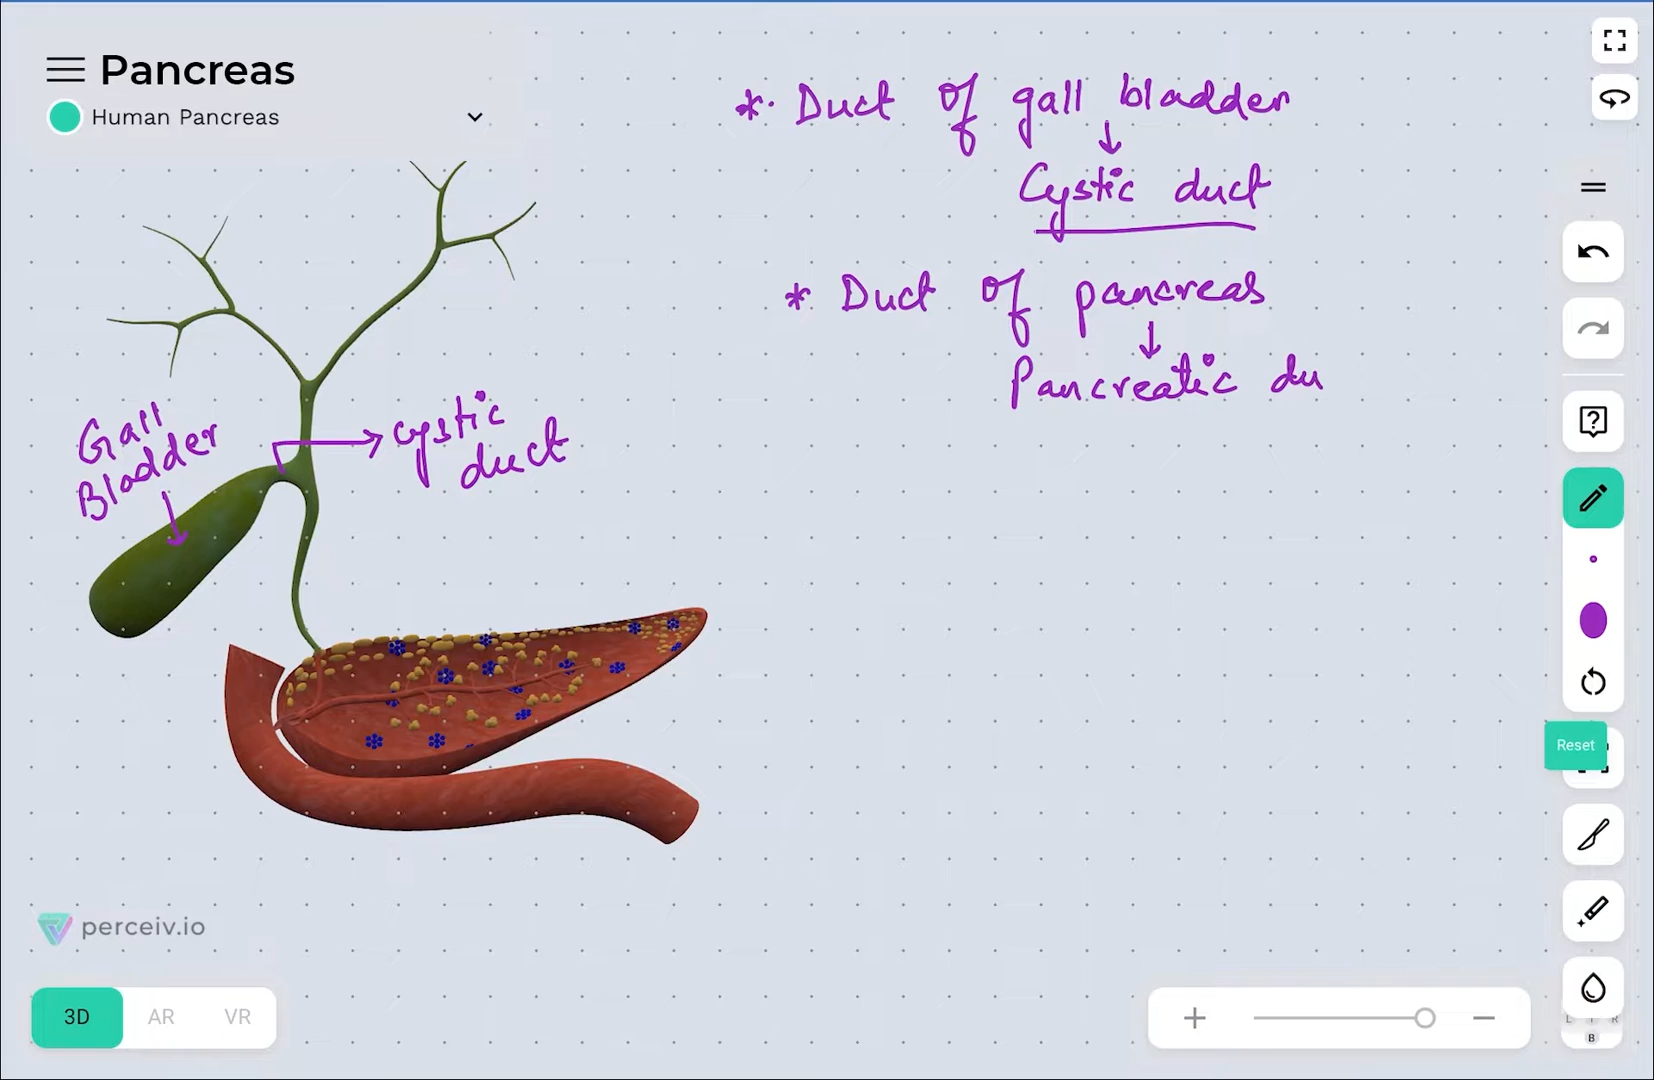 Pancreas
Human Pancreas
*. Duct of gall bladder
↓
Cystic duct
* Duct of pancreas
↓
Pancreatic du
Gall
Bladder
cystic
duct
Reset
perceiv.io
3D AR VR
L T R
B